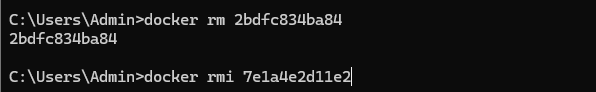 C:\Users\Admin>docker rm 2bdfc834ba84
2bdfc834ba84
C:\Users\Admin>docker rmi 7e1a4e2d11e2